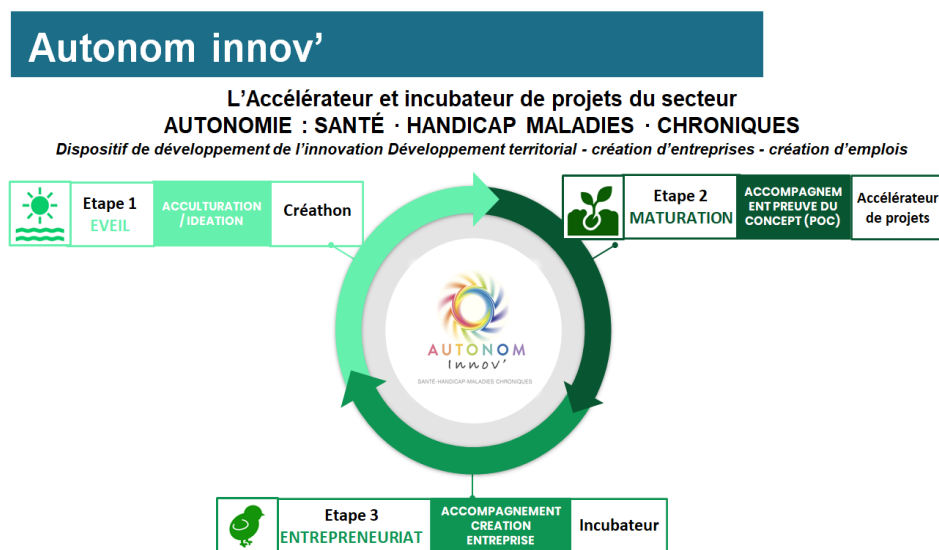 Autonom innov’
L’Accélérateur et incubateur de projets du secteur
AUTONOMIE : SANTÉ · HANDICAP MALADIES · CHRONIQUES
Dispositif de développement de l’innovation Développement territorial - création d’entreprises - création d’emplois
Etape 1
EVEIL
ACCULTURATION
/ IDEATION
Créathon
Etape 2
MATURATION
ACCOMPAGNEM
ENT PREUVE DU
CONCEPT (POC)
Accélérateur
de projets
AUTONOM
Innov’
SANTÉ-HANDICAP-MALADIES CHRONIQUES
Etape 3
ENTREPRENEURIAT
ACCOMPAGNEMENT
CREATION
ENTREPRISE
Incubateur